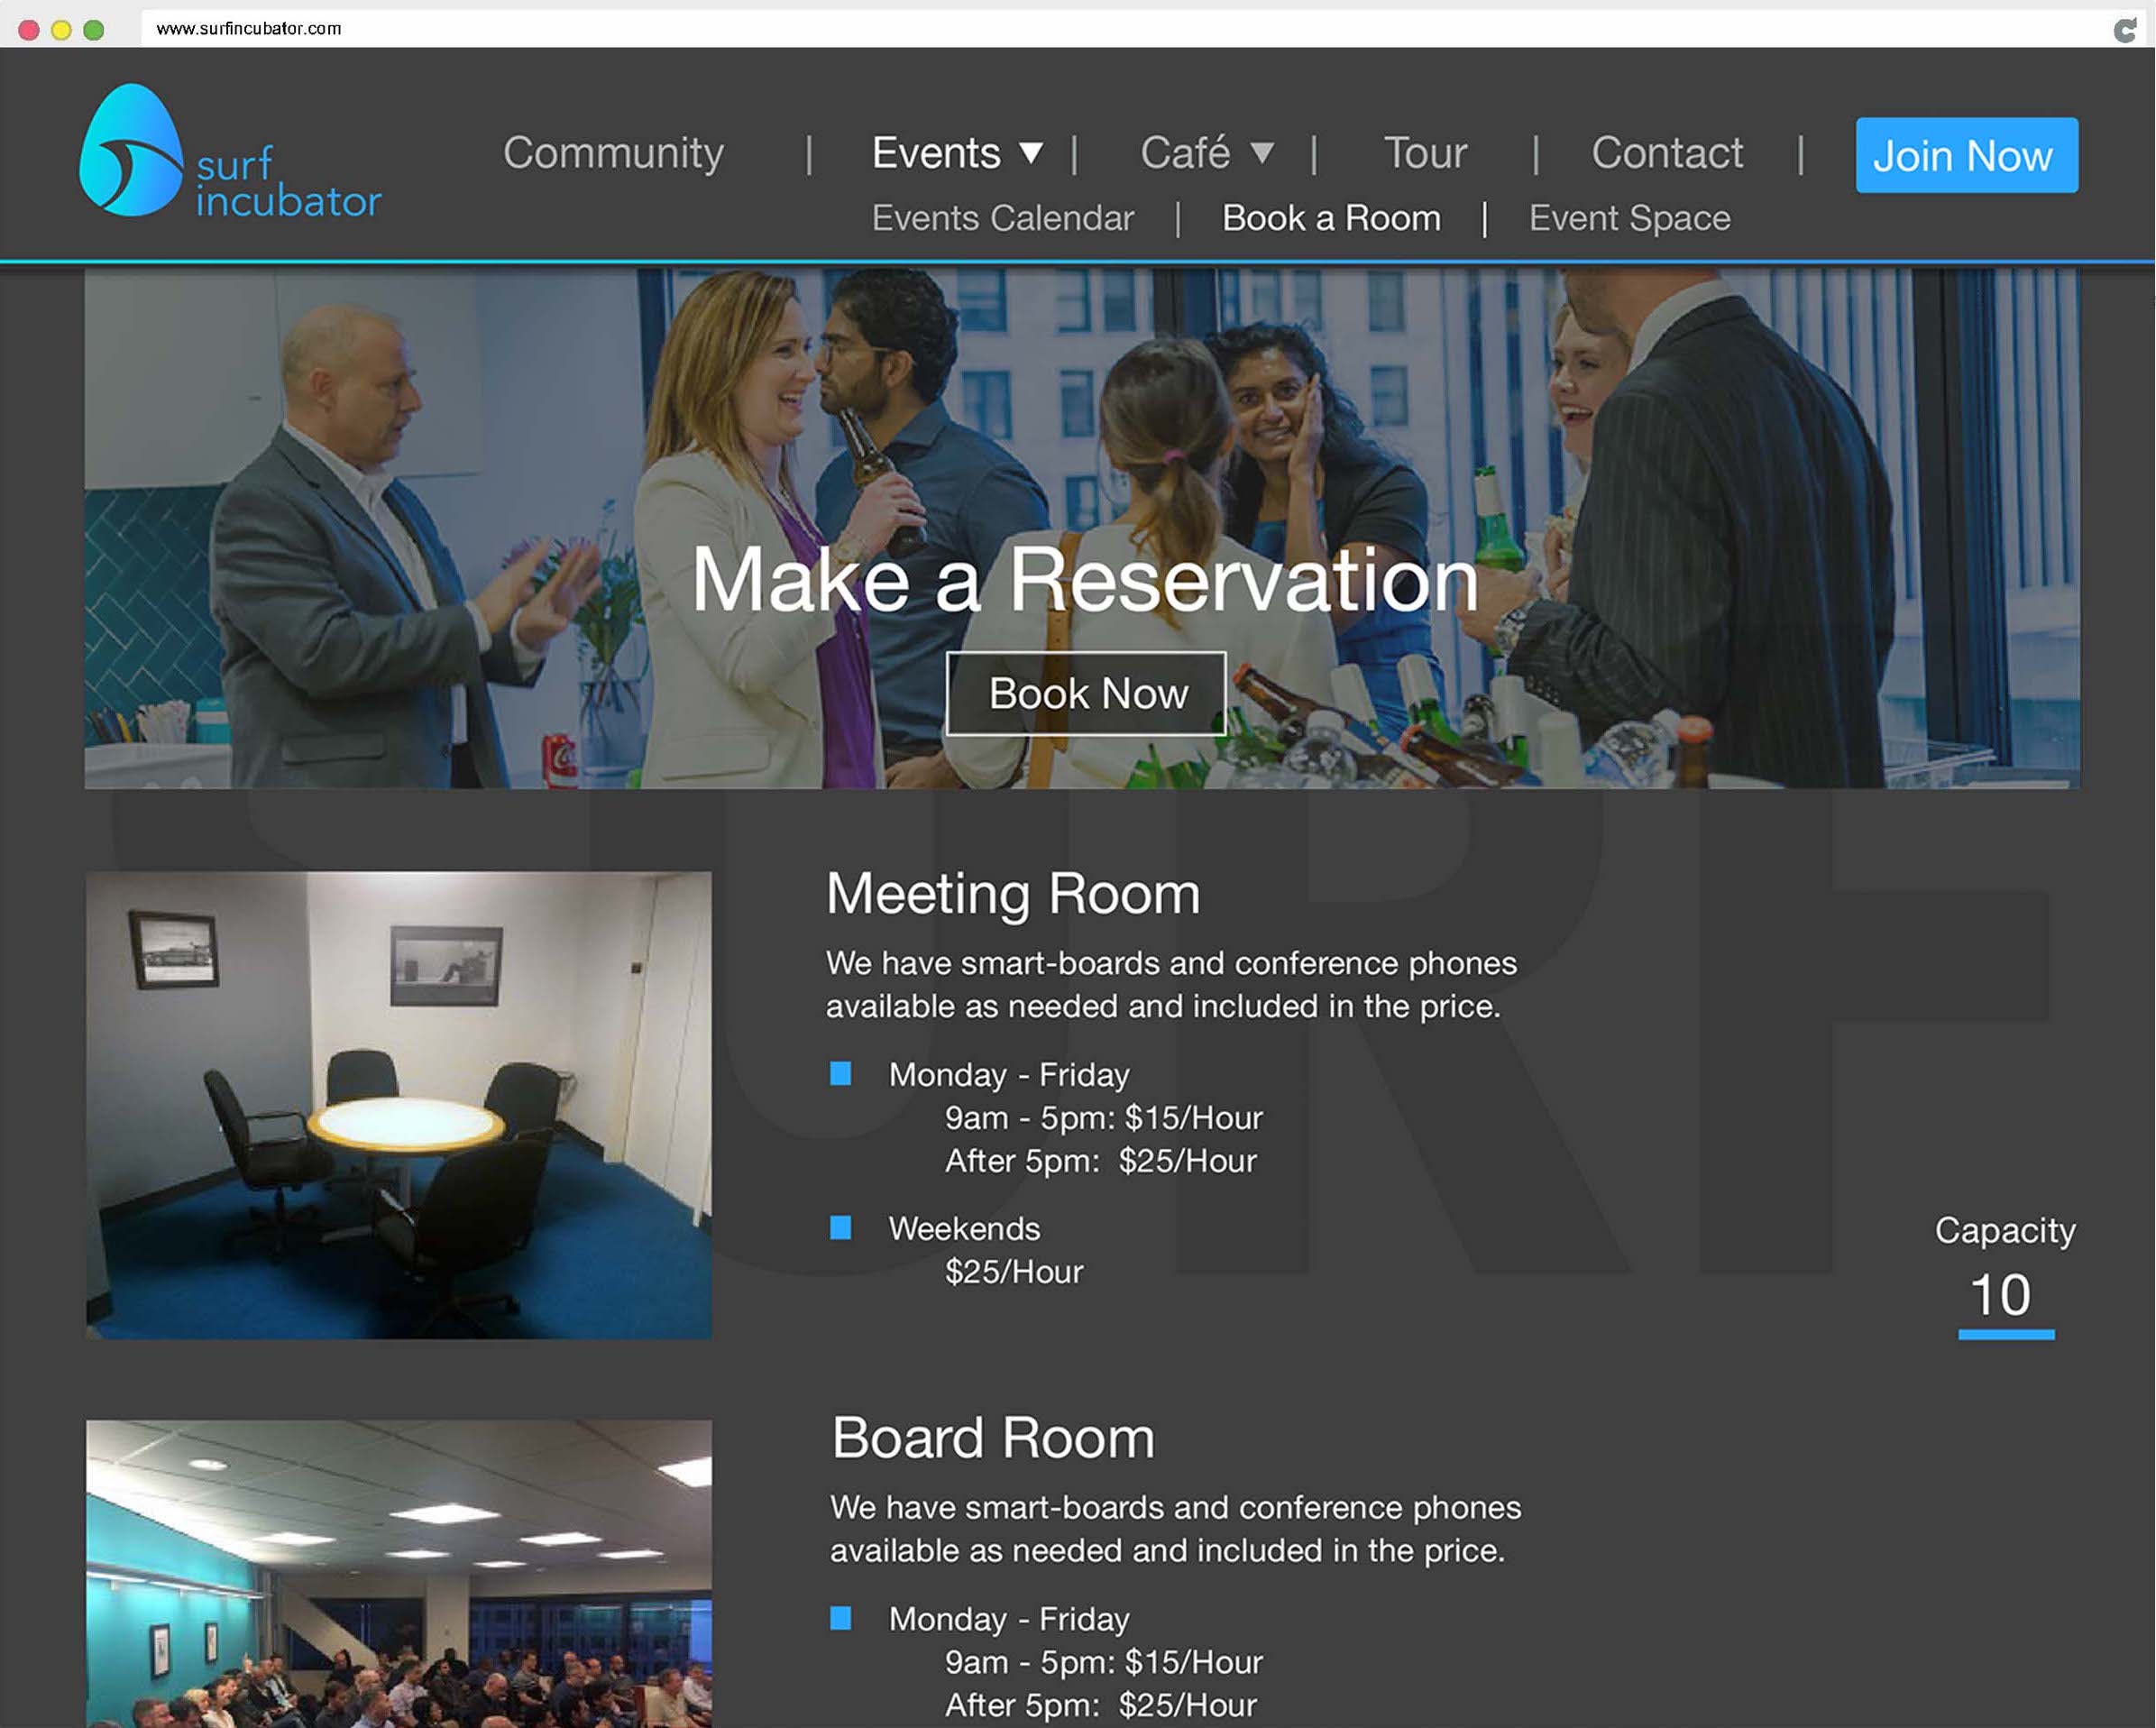 www.surfincubator.com
surf
incubator
Community | Events ▼ | Café ▼ | Tour | Contact | Join Now
Events Calendar | Book a Room | Event Space
Make a Reservation
Book Now
SURF
Meeting Room
We have smart-boards and conference phones
available as needed and included in the price.
Monday - Friday
9am - 5pm: $15/Hour
After 5pm: $25/Hour
Weekends
$25/Hour
Capacity
10
Board Room
We have smart-boards and conference phones
available as needed and included in the price.
Monday - Friday
9am - 5pm: $15/Hour
After 5pm: $25/Hour